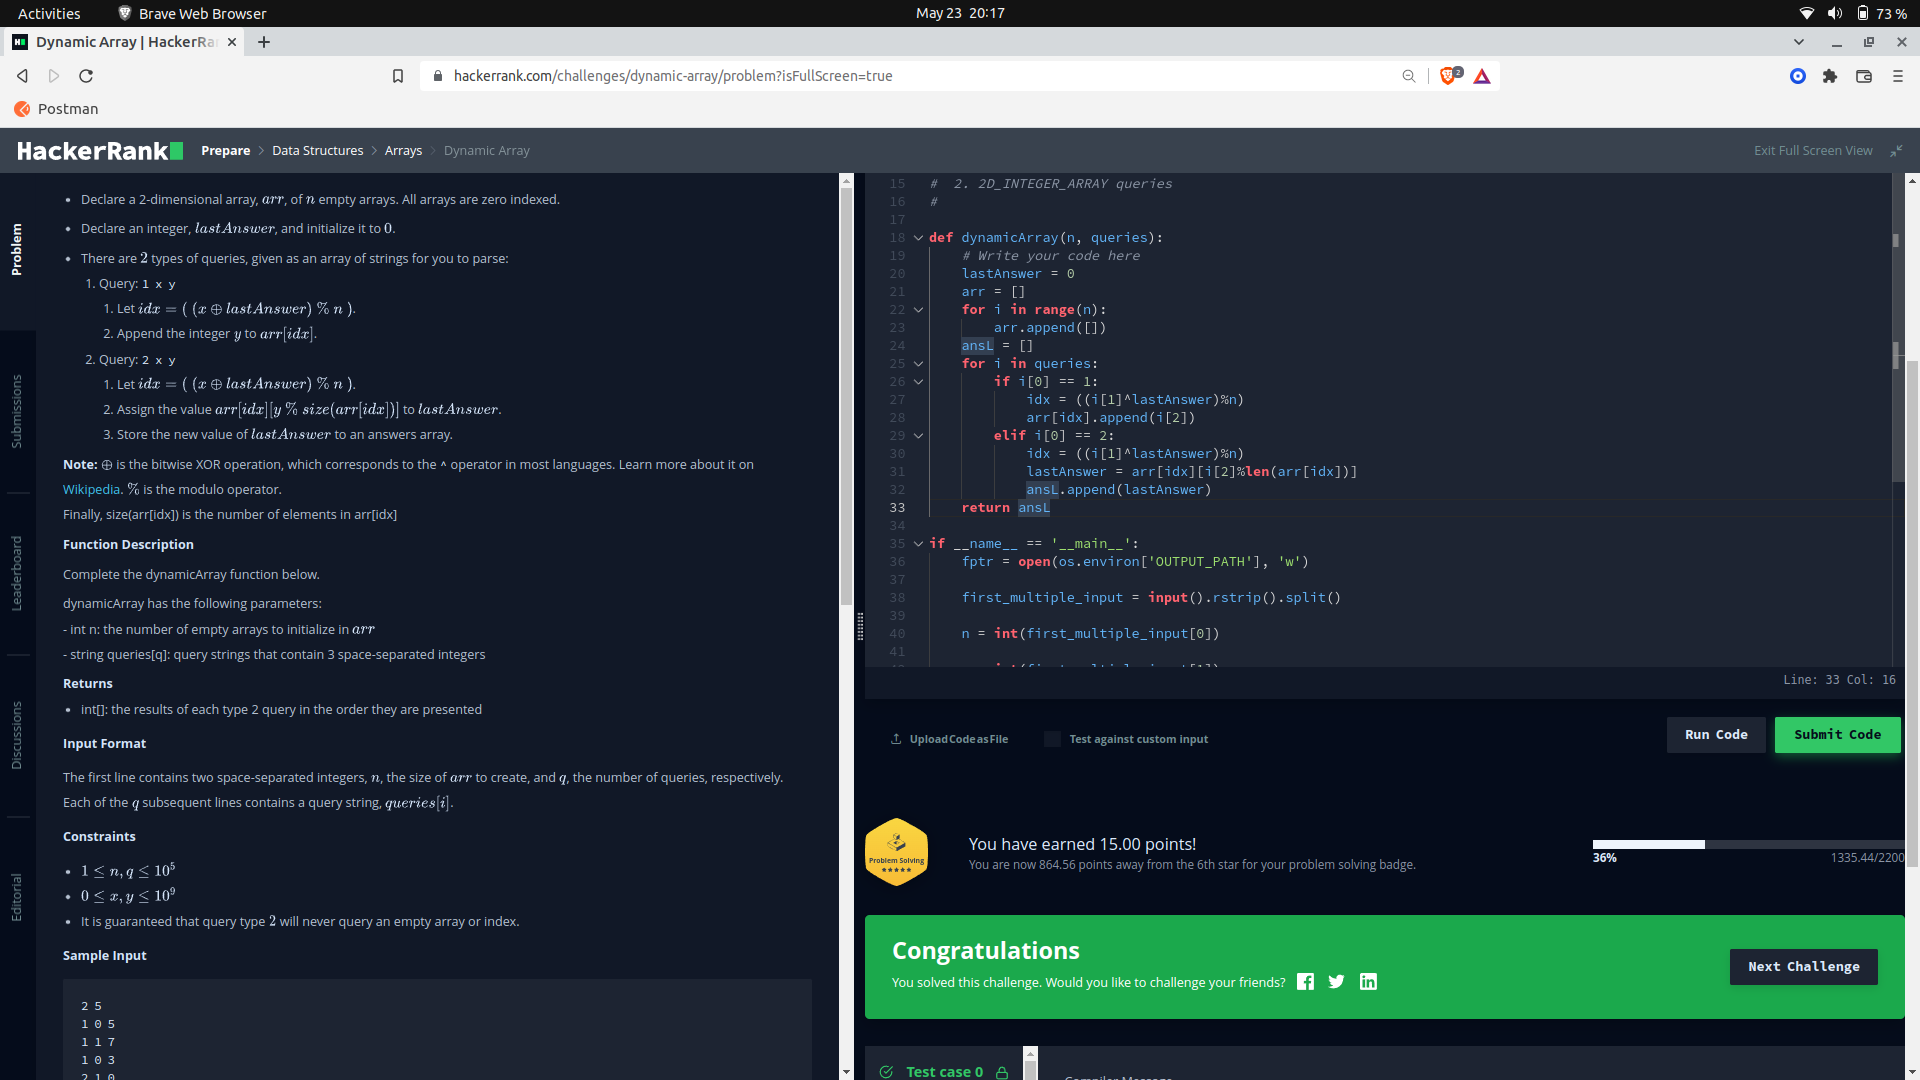 Activities
Brave Web Browser
May 23 20:17
73 %
Dynamic Array | HackerRa
hackerrank.com/challenges/dynamic-array/problem?isFullScreen=true
2
Postman
HackerRank
Prepare > Data Structures > Arrays > Dynamic Array
Exit Full Screen View
Problem
Submissions
Leaderboard
Discussions
Editorial
• Declare a 2-dimensional array, arr, of n empty arrays. All arrays are zero indexed.
• Declare an integer, lastAnswer, and initialize it to 0.
• There are 2 types of queries, given as an array of strings for you to parse:
1. Query: 1 x y
1. Let idx = ( (x ⊕ lastAnswer) % n ).
2. Append the integer y to arr[idx].
2. Query: 2 x y
1. Let idx = ( (x ⊕ lastAnswer) % n ).
2. Assign the value arr[idx][y % size(arr[idx])] to lastAnswer.
3. Store the new value of lastAnswer to an answers array.
Note: ⊕ is the bitwise XOR operation, which corresponds to the ^ operator in most languages. Learn more about it on
Wikipedia. % is the modulo operator.
Finally, size(arr[idx]) is the number of elements in arr[idx]
Function Description
Complete the dynamicArray function below.
dynamicArray has the following parameters:
- int n: the number of empty arrays to initialize in arr
- string queries[q]: query strings that contain 3 space-separated integers
Returns
• int[]: the results of each type 2 query in the order they are presented
Input Format
The first line contains two space-separated integers, n, the size of arr to create, and q, the number of queries, respectively.
Each of the q subsequent lines contains a query string, queries[i].
Constraints
• 1 ≤ n, q ≤ 10⁵
• 0 ≤ x, y ≤ 10⁹
• It is guaranteed that query type 2 will never query an empty array or index.
Sample Input
2 5
1 0 5
1 1 7
1 0 3
2 1 0
15 #  2. 2D_INTEGER_ARRAY queries
16 #
17
18 def dynamicArray(n, queries):
19     # Write your code here
20     lastAnswer = 0
21     arr = []
22     for i in range(n):
23         arr.append([])
24     ansL = []
25     for i in queries:
26         if i[0] == 1:
27             idx = ((i[1]^lastAnswer)%n)
28             arr[idx].append(i[2])
29         elif i[0] == 2:
30             idx = ((i[1]^lastAnswer)%n)
31             lastAnswer = arr[idx][i[2]%len(arr[idx])]
32             ansL.append(lastAnswer)
33     return ansL
34
35 if __name__ == '__main__':
36     fptr = open(os.environ['OUTPUT_PATH'], 'w')
37
38     first_multiple_input = input().rstrip().split()
39
40     n = int(first_multiple_input[0])
41
Line: 33 Col: 16
Upload Code as File
Test against custom input
Run Code
Submit Code
Problem Solving
You have earned 15.00 points!
You are now 864.56 points away from the 6th star for your problem solving badge.
36%
1335.44/2200
Congratulations
You solved this challenge. Would you like to challenge your friends?
Next Challenge
Test case 0
Compiler Message